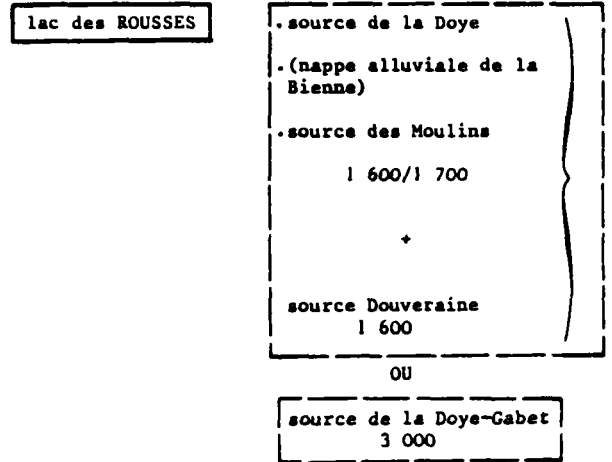 lac des ROUSSES
.source de la Doye
.(nappe alluviale de la
Bienne)
.source des Moulins
1 600/1 700
+
source Douveraine
1 600
OU
source de la Doye-Gabet
3 000